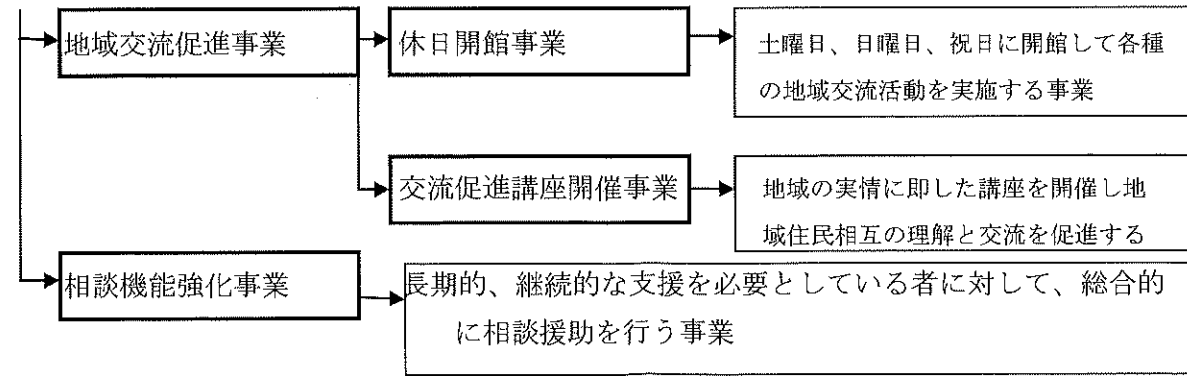 地域交流促進事業
休日開館事業
土曜日、日曜日、祝日に開館して各種
の地域交流活動を実施する事業
交流促進講座開催事業
地域の実情に即した講座を開催し地
域住民相互の理解と交流を促進する
相談機能強化事業
長期的、継続的な支援を必要としている者に対して、総合的
に相談援助を行う事業